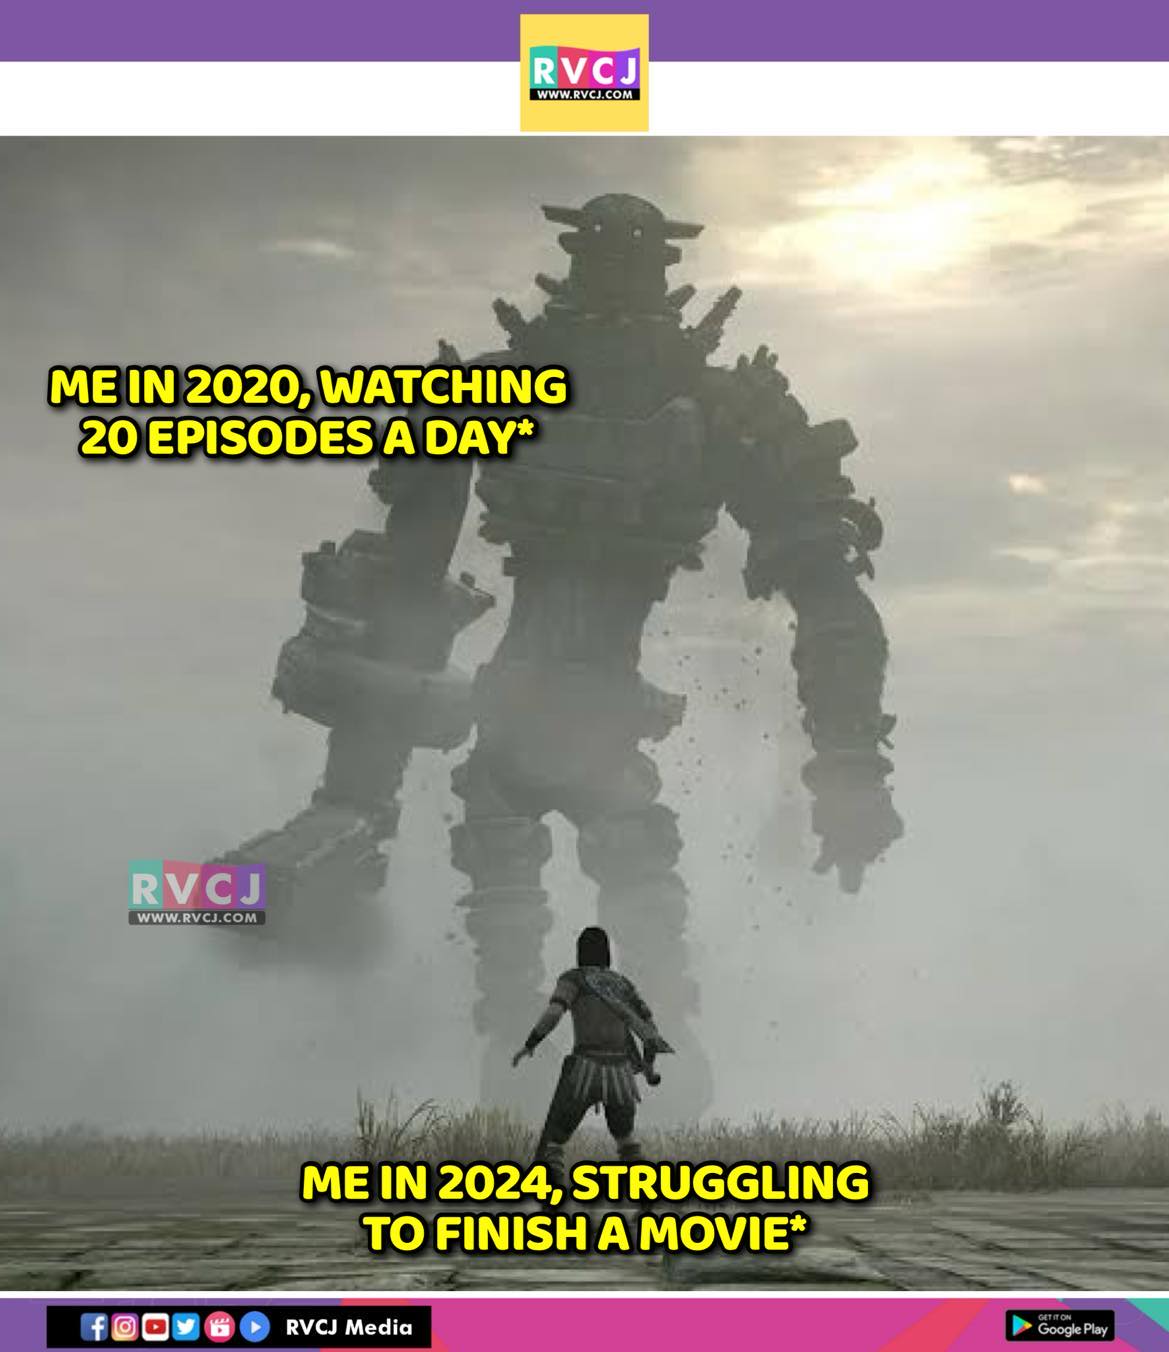 RVCJ
WWW.RVCJ.COM
ME IN 2020, WATCHING
20 EPISODES A DAY*
RVCJ
WWW.RVCJ.COM
ME IN 2024, STRUGGLING
TO FINISH A MOVIE*
RVCJ Media
GET IT ON
Google Play